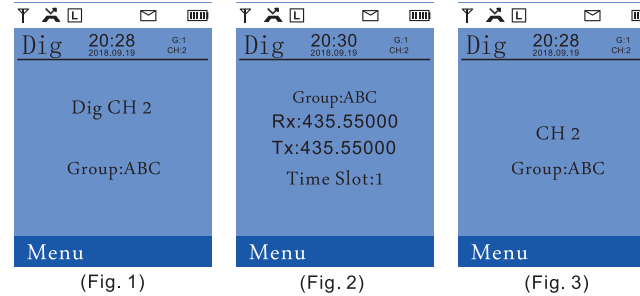 L
Dig 20:28 G:1
2018.09.19 CH:2
Dig CH 2
Group:ABC
Menu
(Fig. 1)
L
Dig 20:30 G:1
2018.09.19 CH:2
Group:ABC
Rx:435.55000
Tx:435.55000
Time Slot:1
Menu
(Fig. 2)
L
Dig 20:28 G:1
2018.09.19 CH:2
CH 2
Group:ABC
Menu
(Fig. 3)